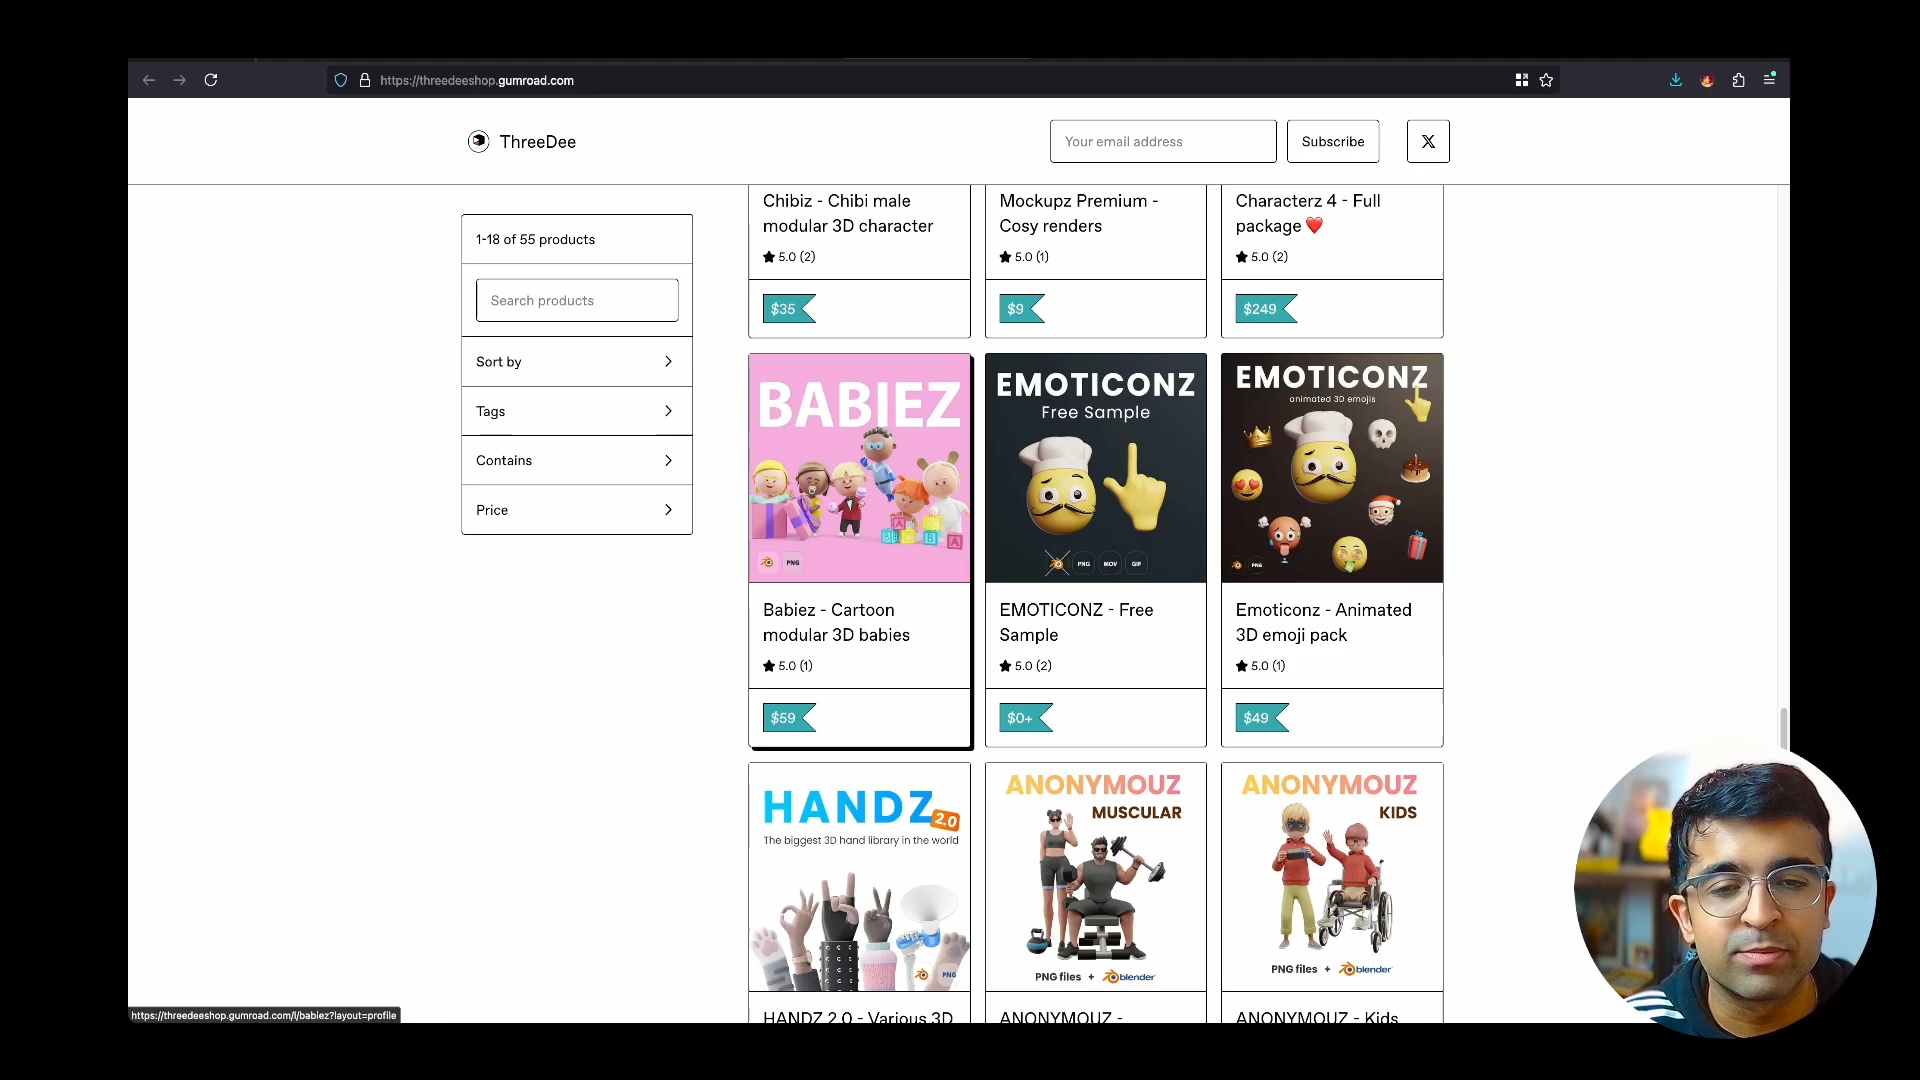 https://threedeeshop.gumroad.com
ThreeDee
Your email address
Subscribe
1-18 of 55 products
Search products
Sort by
Tags
Contains
Price
Chibiz - Chibi male
modular 3D character
5.0 (2)
$35
Mockupz Premium -
Cosy renders
5.0 (1)
$9
Characterz 4 - Full
package ❤️
5.0 (2)
$249
BABIEZ
PNG
Babiez - Cartoon
modular 3D babies
5.0 (1)
$59
EMOTICONZ
Free Sample
PNG MOV GIF
EMOTICONZ - Free
Sample
5.0 (2)
$0+
EMOTICONZ
animated 3D emojis
PNG
Emoticonz - Animated
3D emoji pack
5.0 (1)
$49
HANDZ 2.0
The biggest 3D hand library in the world
PNG
HANDZ 2.0 - Various 3D
ANONYMOUZ
MUSCULAR
PNG files + blender
ANONYMOUZ -
ANONYMOUZ
KIDS
PNG files + blender
ANONYMOUZ - Kids
https://threedeeshop.gumroad.com/l/babiez?layout=profile